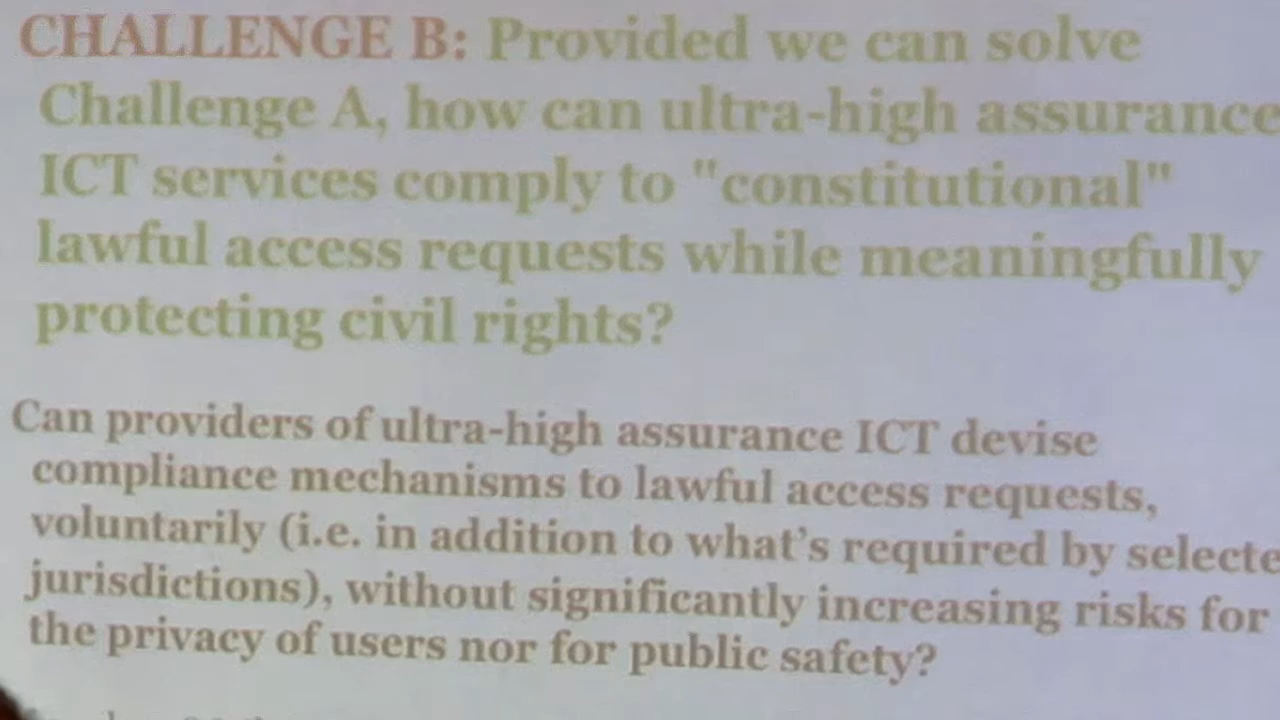 CHALLENGE B: Provided we can solve
Challenge A, how can ultra-high assurance
ICT services comply to "constitutional"
lawful access requests while meaningfully
protecting civil rights?
Can providers of ultra-high assurance ICT devise
compliance mechanisms to lawful access requests,
voluntarily (i.e. in addition to what's required by selecte
jurisdictions), without significantly increasing risks for
the privacy of users nor for public safety?